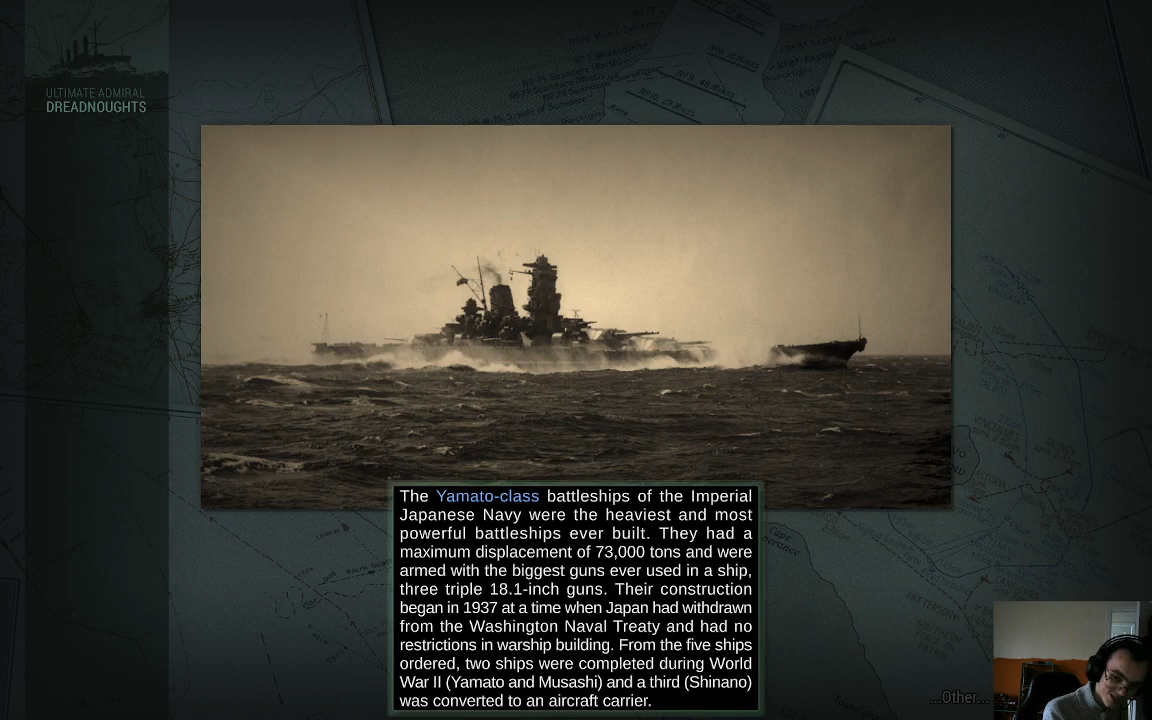 ULTIMATE ADMIRAL
DREADNOUGHTS
The Yamato-class battleships of the Imperial
Japanese Navy were the heaviest and most
powerful battleships ever built. They had a
maximum displacement of 73,000 tons and were
armed with the biggest guns ever used in a ship,
three triple 18.1-inch guns. Their construction
began in 1937 at a time when Japan had withdrawn
from the Washington Naval Treaty and had no
restrictions in warship building. From the five ships
ordered, two ships were completed during World
War II (Yamato and Musashi) and a third (Shinano)
was converted to an aircraft carrier.
...Other...